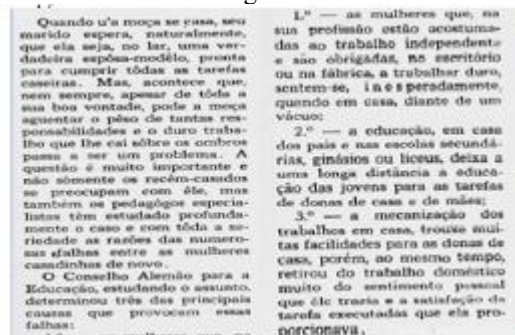 Quando u'a moça se casa, seu
marido espera, naturalmente,
que ela seja, no lar, uma ver-
dadeira espôsa-modêlo, pronta
para cumprir tôdas as tarefas
caseiras. Mas, acontece que,
nem sempre, apesar de tôda a
sua boa vontade, pode a moça
aguentar o pêso de tantas res-
ponsabilidades e o duro traba-
lho que lhe cai sôbre os ombros
passa a ser um problema. A
questão é muito importante e
não sòmente os recém-casados
se preocupam com êle, mas
também os pedagogos especia-
listas têm estudado profunda-
mente o caso e com tôda a se-
riedade as razões das numero-
sas falhas entre as mulheres
casadinhas de novo.
O Conselho Alemão para a
Educação, estudando o assunto,
determinou três das principais
causas que provocam essas
falhas:
1.º — as mulheres que, na
sua profissão estão acostuma-
das ao trabalho independente
e são obrigadas, no escritório
ou na fábrica, a trabalhar duro,
sentem-se, inesperadamente,
quando em casa, diante de um
vácuo;
2.º — a educação, em casa
dos pais e nas escolas secundá-
rias, ginásios ou liceus, deixa a
uma longa distância a educa-
ção das jovens para as tarefas
de donas de casa e de mães;
3.º — a mecanização dos
trabalhos em casa, trouxe mui-
tas facilidades para as donas de
casa, porém, ao mesmo tempo,
retirou do trabalho doméstico
muito do sentimento pessoal
que êle trazia e a satisfação da
tarefa executadas que ela pro-
porcionava.